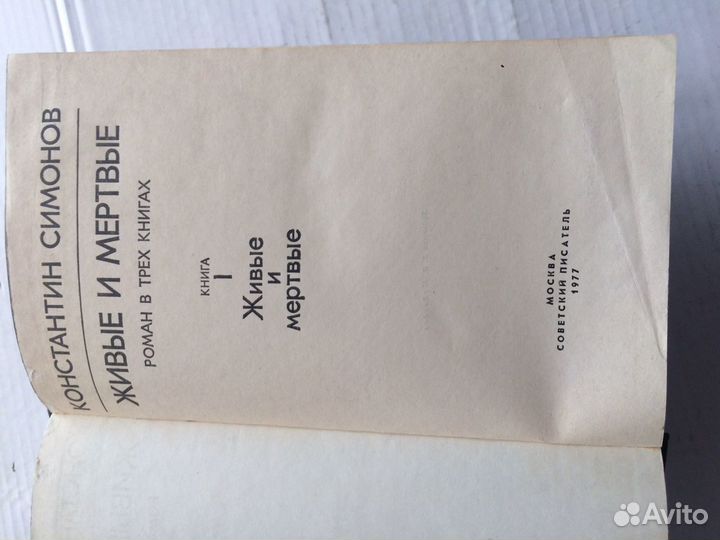 КОНСТАНТИН СИМОНОВ
ЖИВЫЕ И МЕРТВЫЕ
РОМАН В ТРЕХ КНИГАХ
КНИГА
I
Живые
и
мертвые
МОСКВА
СОВЕТСКИЙ ПИСАТЕЛЬ
1977
Avito